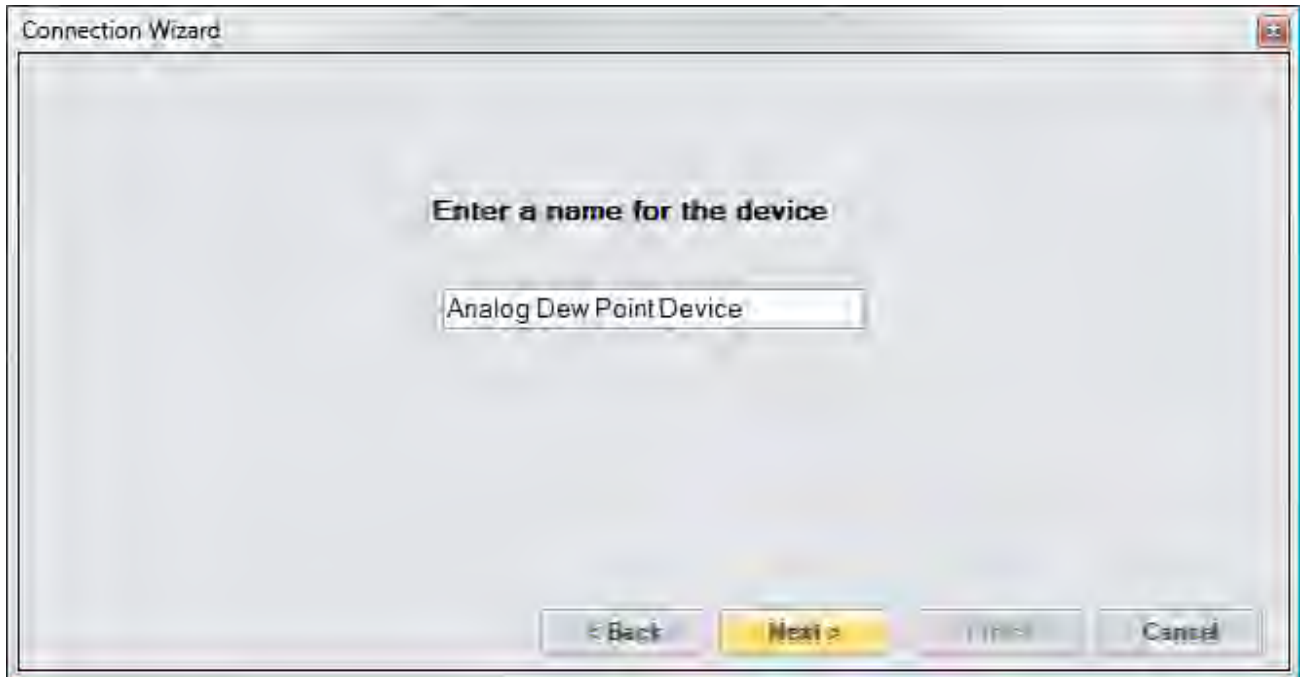 Connection Wizard
Enter a name for the device
Analog Dew Point Device
< Back
Next >
Cancel